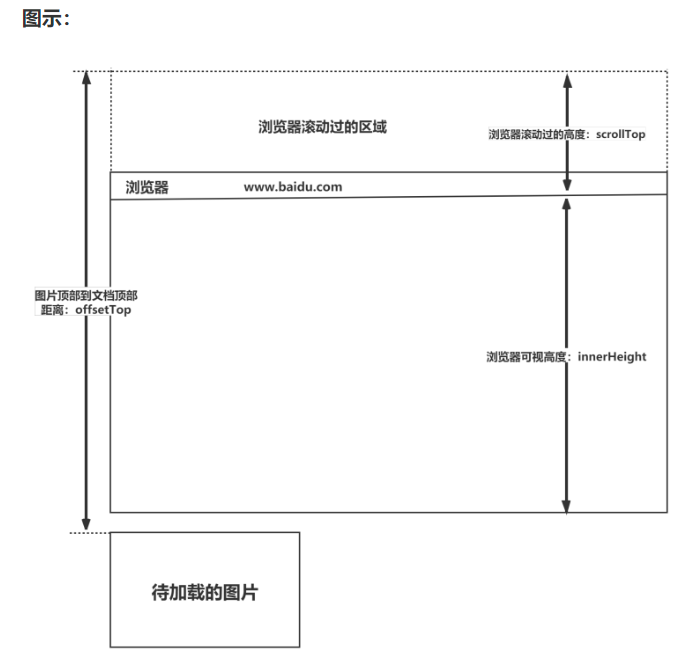 图示：
浏览器滚动过的区域
浏览器滚动过的高度：scrollTop
浏览器 www.baidu.com
图片顶部到文档顶部
距离：offsetTop
浏览器可视高度：innerHeight
待加载的图片